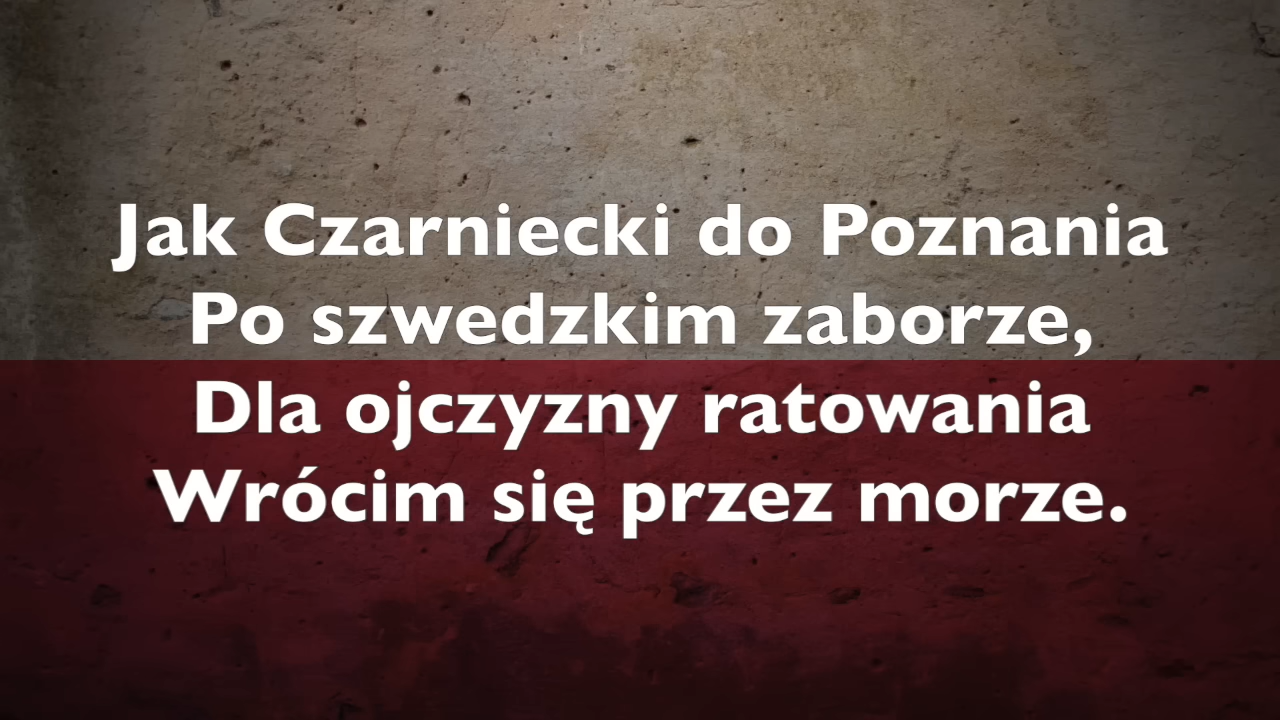 Jak Czarniecki do Poznania
Po szwedzkim zaborze,
Dla ojczyzny ratowania
Wrócim się przez morze.